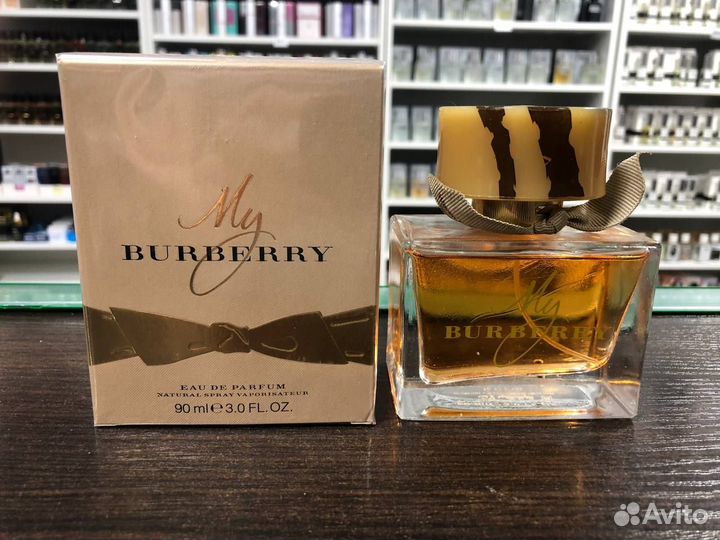 My
BURBERRY
EAU DE PARFUM
NATURAL SPRAY VAPORISATEUR
90 ml ℮ 3.0 FL.OZ.
My
BURBERRY
Avito